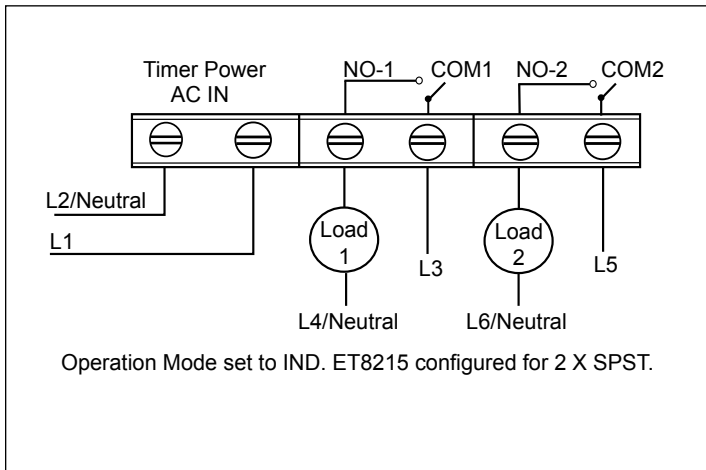 Timer Power
AC IN
NO-1
COM1
NO-2
COM2
L2/Neutral
L1
Load
1
L3
Load
2
L5
L4/Neutral
L6/Neutral
Operation Mode set to IND. ET8215 configured for 2 X SPST.